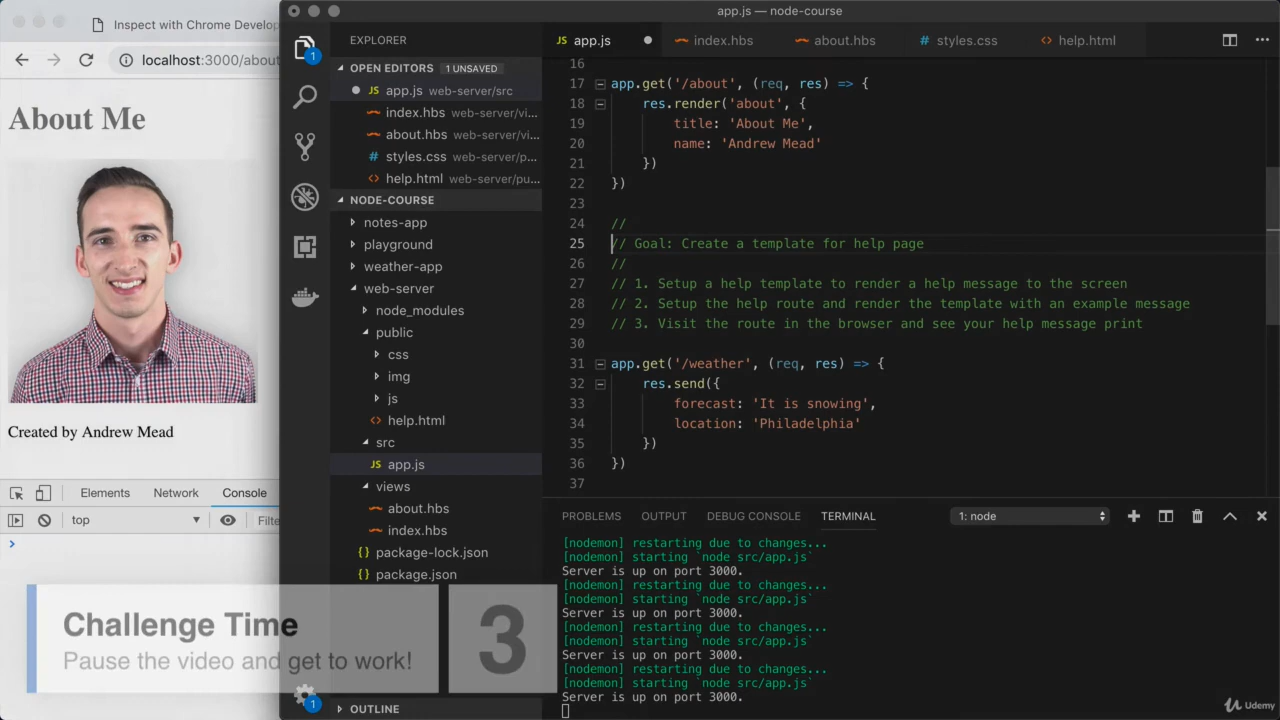 Inspect with Chrome Develop
localhost:3000/about
About Me
Created by Andrew Mead
Elements
Network
Console
top
Filte
>
Challenge Time
Pause the video and get to work!
3
app.js — node-course
EXPLORER
OPEN EDITORS
1 UNSAVED
JS app.js web-server/src
index.hbs web-server/vi...
about.hbs web-server/vi...
# styles.css web-server/p...
<> help.html web-server/pu...
NODE-COURSE
notes-app
playground
weather-app
web-server
node_modules
public
css
img
js
<> help.html
src
JS app.js
views
about.hbs
index.hbs
{} package-lock.json
{} package.json
OUTLINE
1
1
JS app.js
index.hbs
about.hbs
# styles.css
<> help.html
16
17 app.get('/about', (req, res) => {
18 res.render('about', {
19 title: 'About Me',
20 name: 'Andrew Mead'
21 })
22 })
23
24 //
25 // Goal: Create a template for help page
26 //
27 // 1. Setup a help template to render a help message to the screen
28 // 2. Setup the help route and render the template with an example message
29 // 3. Visit the route in the browser and see your help message print
30
31 app.get('/weather', (req, res) => {
32 res.send({
33 forecast: 'It is snowing',
34 location: 'Philadelphia'
35 })
36 })
37
PROBLEMS
OUTPUT
DEBUG CONSOLE
TERMINAL
1: node
[nodemon] restarting due to changes...
[nodemon] starting `node src/app.js`
Server is up on port 3000.
[nodemon] restarting due to changes...
[nodemon] starting `node src/app.js`
Server is up on port 3000.
[nodemon] restarting due to changes...
[nodemon] starting `node src/app.js`
Server is up on port 3000.
[nodemon] restarting due to changes...
[nodemon] starting `node src/app.js`
Server is up on port 3000.
Udemy